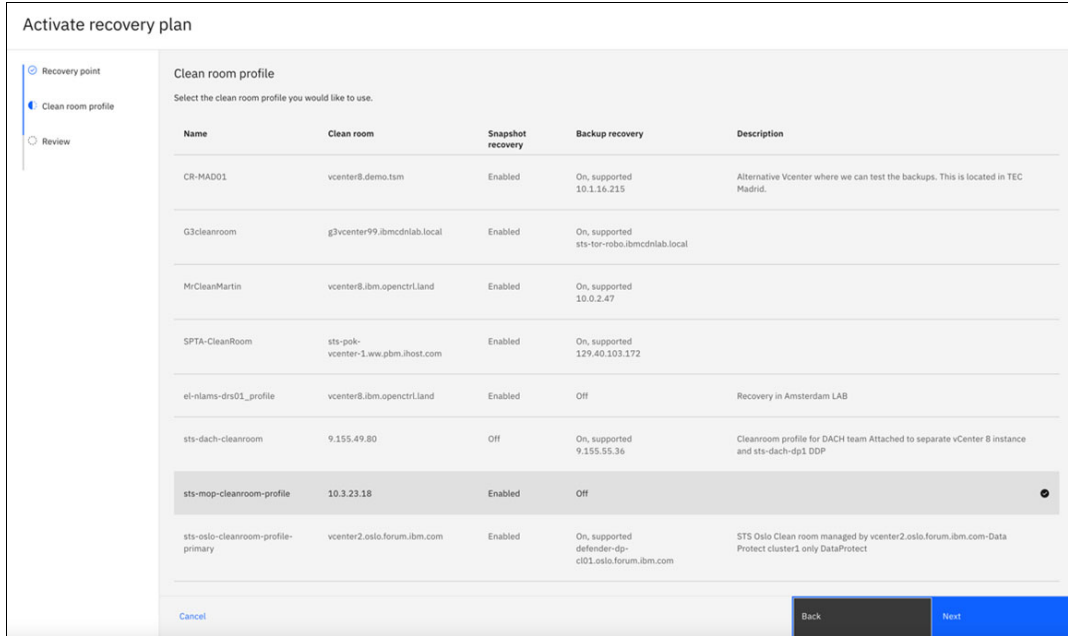 Activate recovery plan
Recovery point
Clean room profile
Review
Clean room profile
Select the clean room profile you would like to use.
Name Clean room Snapshot recovery Backup recovery Description
CR-MAD01 vcenter8.demo.tsm Enabled On, supported Alternative Vcenter where we can test the backups. This is located in TEC
10.1.16.215 Madrid.
G3cleanroom g3vcenter99.ibmcdnlab.local Enabled On, supported
sts-tor-robo.ibmcdnlab.local
MrCleanMartin vcenter8.ibm.openctrl.land Enabled On, supported
10.0.2.47
SPTA-CleanRoom sts-pok- Enabled On, supported
vcenter-1.ww.pbm.ihost.com 129.40.103.172
el-nlams-drs01_profile vcenter8.ibm.openctrl.land Enabled Off Recovery in Amsterdam LAB
sts-dach-cleanroom 9.155.49.80 Off On, supported Cleanroom profile for DACH team Attached to separate vCenter 8 instance
9.155.55.36 and sts-dach-dp1 DDP
sts-mop-cleanroom-profile 10.3.23.18 Enabled Off
sts-oslo-cleanroom-profile- vcenter2.oslo.forum.ibm.com Enabled On, supported STS Oslo Clean room managed by vcenter2.oslo.forum.ibm.com-Data
primary defender-dp- Protect cluster1 only DataProtect
cl01.oslo.forum.ibm.com
Cancel Back Next